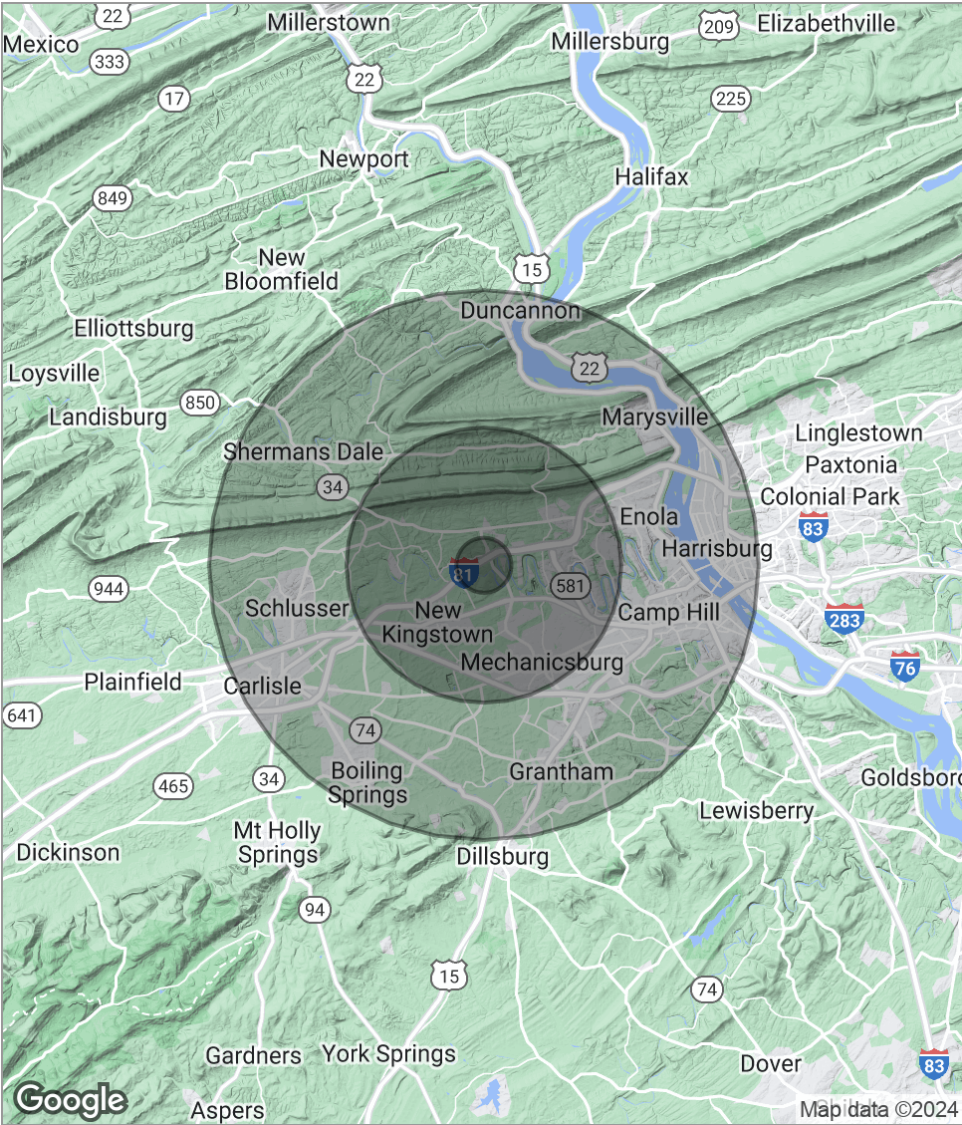 22
Millerstown
209
Elizabethville
Mexico
333
Millersburg
22
17
225
Newport
Halifax
849
New
Bloomfield
15
Duncannon
Elliottsburg
Loysville
22
850
Landisburg
Marysville
Linglestown
Shermans Dale
Paxtonia
34
Colonial Park
Enola
83
Harrisburg
81
944
581
Schlusser
New
Kingstown
Camp Hill
283
Mechanicsburg
76
Plainfield
Carlisle
641
74
Boiling
Springs
Grantham
465
34
Goldsboro
Lewisberry
Mt Holly
Springs
Dickinson
Dillsburg
94
15
74
Gardners
York Springs
Dover
83
Google
Aspers
Map data ©2024